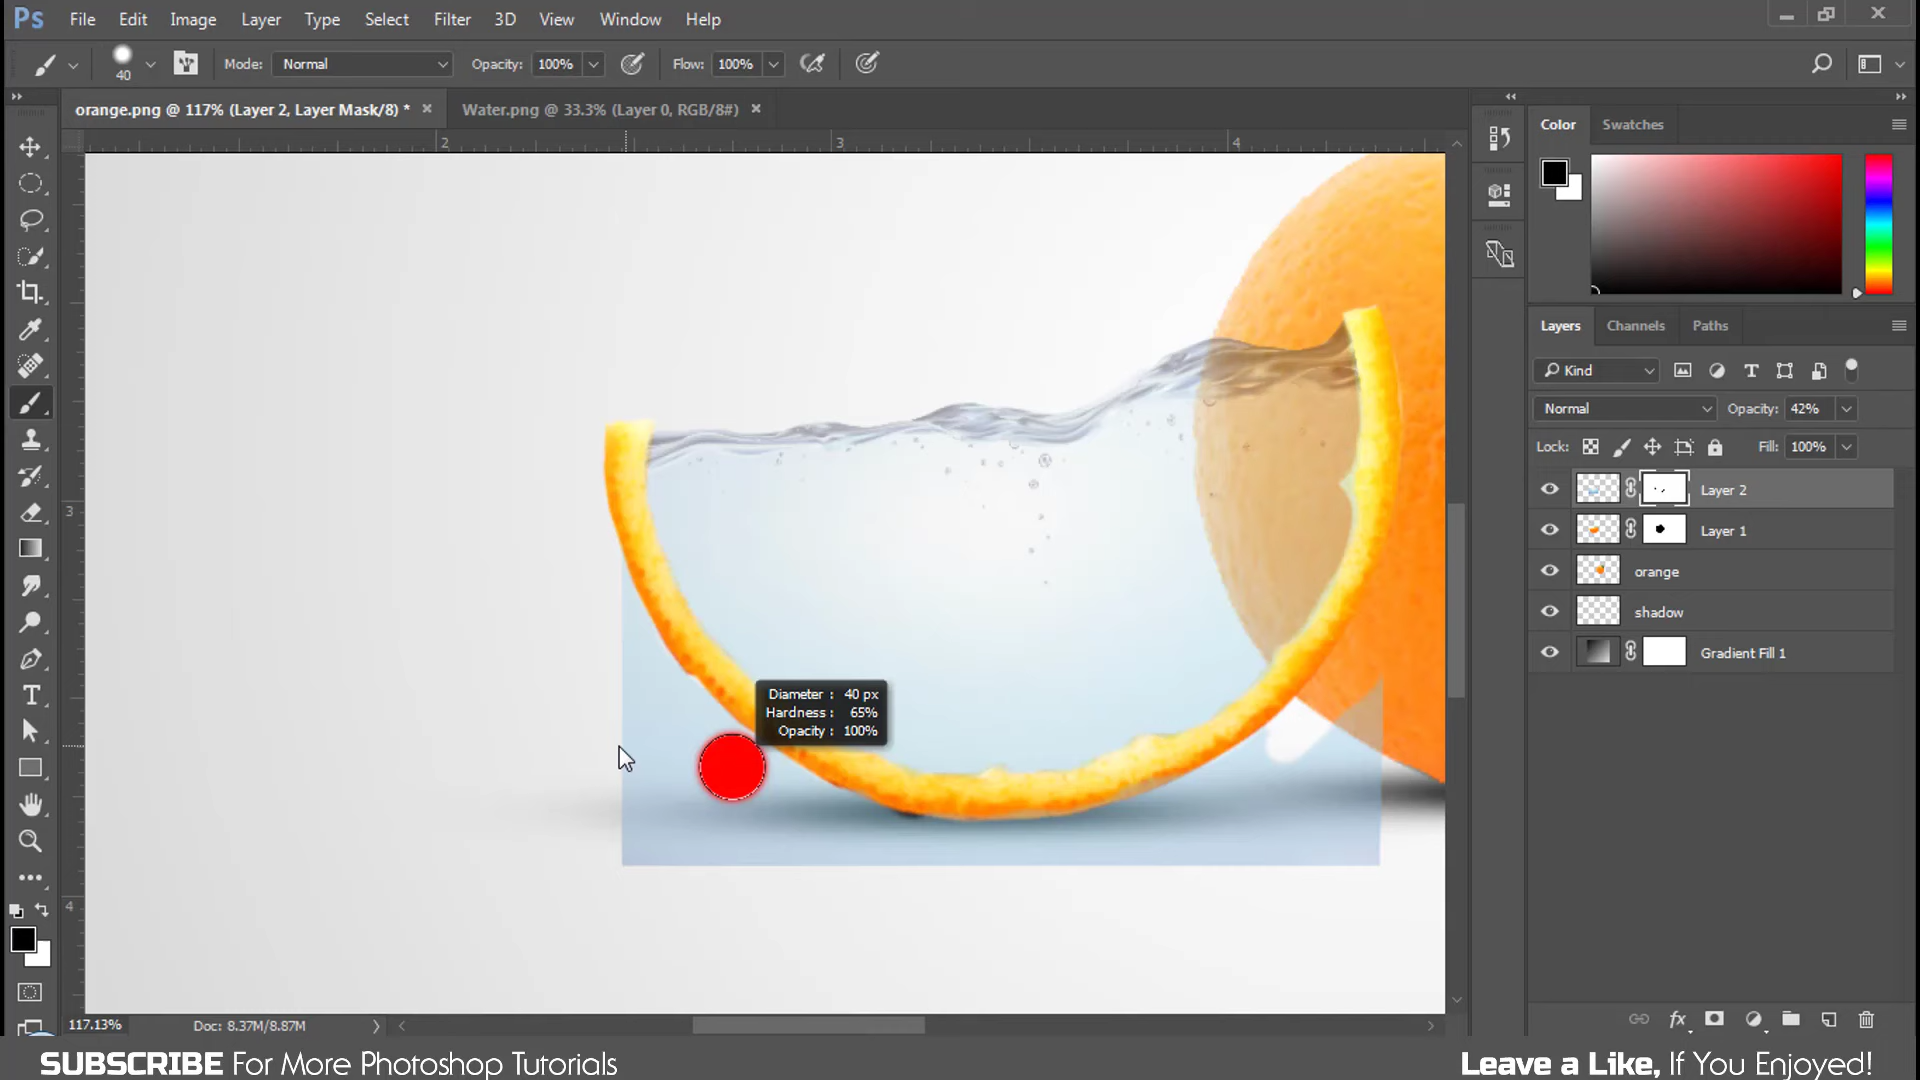 Ps File Edit Image Layer Type Select Filter 3D View Window Help
40 Mode: Normal Opacity: 100% Flow: 100%
orange.png @ 117% (Layer 2, Layer Mask/8) * × Water.png @ 33.3% (Layer 0, RGB/8#) ×
2 3 4
3
4
Diameter : 40 px
Hardness : 65%
Opacity : 100%
117.13% Doc: 8.37M/8.87M
Color Swatches
Layers Channels Paths
Kind
Normal Opacity: 42%
Lock: Fill: 100%
Layer 2
Layer 1
orange
shadow
Gradient Fill 1
fx
SUBSCRIBE For More Photoshop Tutorials
Leave a Like, If You Enjoyed!